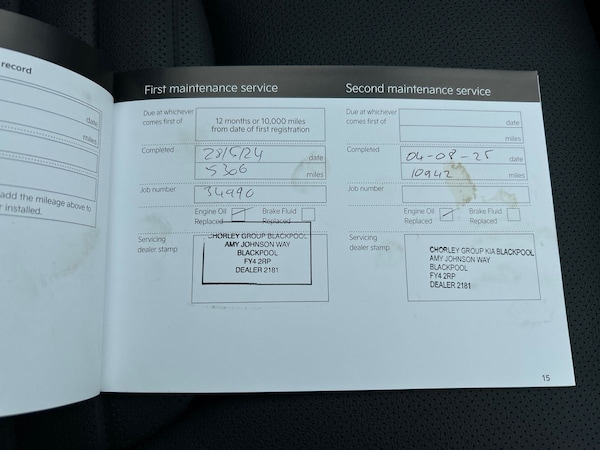 record
date
miles
add the mileage above to
r installed.
First maintenance service
Due at whichever
comes first of
12 months or 10,000 miles
from date of first registration
Completed
28/5/24 date
5306 miles
Job number
34990
Engine Oil
Replaced
Brake Fluid
Replaced
Servicing
dealer stamp
CHORLEY GROUP BLACKPOOL
AMY JOHNSON WAY
BLACKPOOL
FY4 2RP
DEALER 2181
Second maintenance service
Due at whichever
comes first of
date
miles
Completed
04-08-25 date
10942 miles
Job number
Engine Oil
Replaced
Brake Fluid
Replaced
Servicing
dealer stamp
CHORLEY GROUP KIA BLACKPOOL
AMY JOHNSON WAY
BLACKPOOL
FY4 2RP
DEALER 2181
15